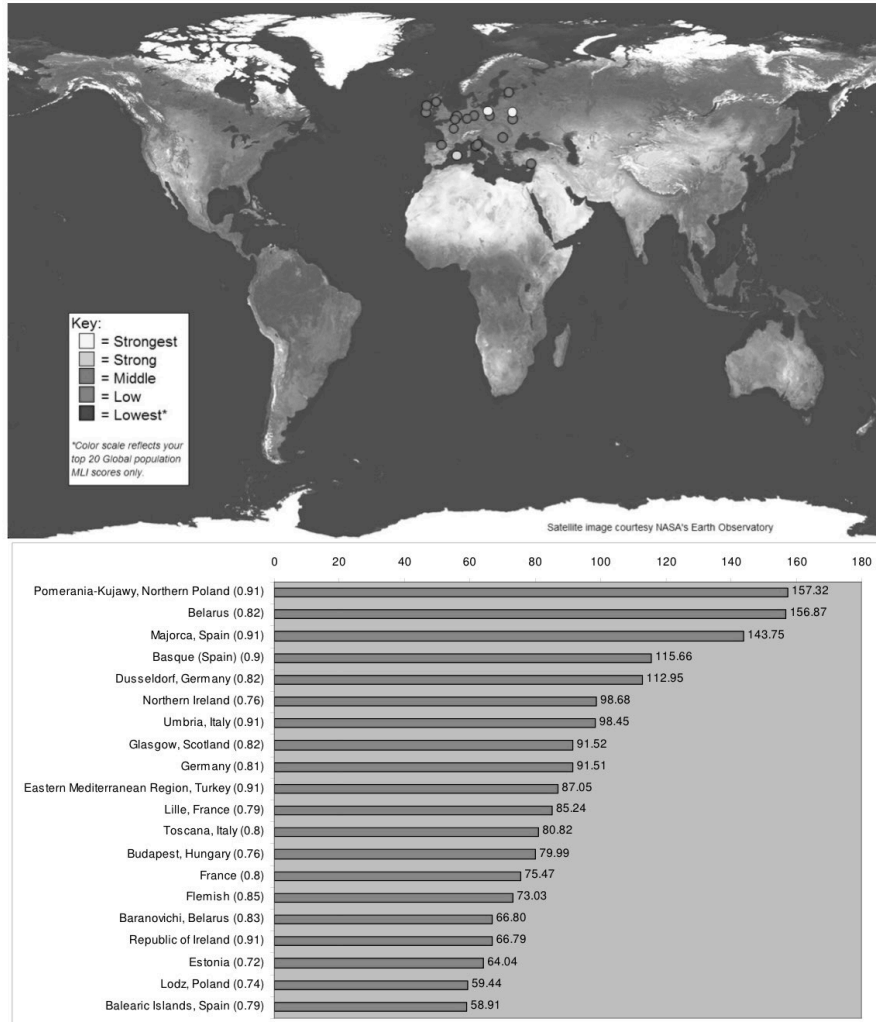 Key:
= Strongest
= Strong
= Middle
= Low
= Lowest*
*Color scale reflects your
top 20 Global population
MLI scores only.
Satellite image courtesy NASA's Earth Observatory
0 20 40 60 80 100 120 140 160 180
Pomerania-Kujawy, Northern Poland (0.91) 157.32
Belarus (0.82) 156.87
Majorca, Spain (0.91) 143.75
Basque (Spain) (0.9) 115.66
Dusseldorf, Germany (0.82) 112.95
Northern Ireland (0.76) 98.68
Umbria, Italy (0.91) 98.45
Glasgow, Scotland (0.82) 91.52
Germany (0.81) 91.51
Eastern Mediterranean Region, Turkey (0.91) 87.05
Lille, France (0.79) 85.24
Toscana, Italy (0.8) 80.82
Budapest, Hungary (0.76) 79.99
France (0.8) 75.47
Flemish (0.85) 73.03
Baranovichi, Belarus (0.83) 66.80
Republic of Ireland (0.91) 66.79
Estonia (0.72) 64.04
Lodz, Poland (0.74) 59.44
Balearic Islands, Spain (0.79) 58.91